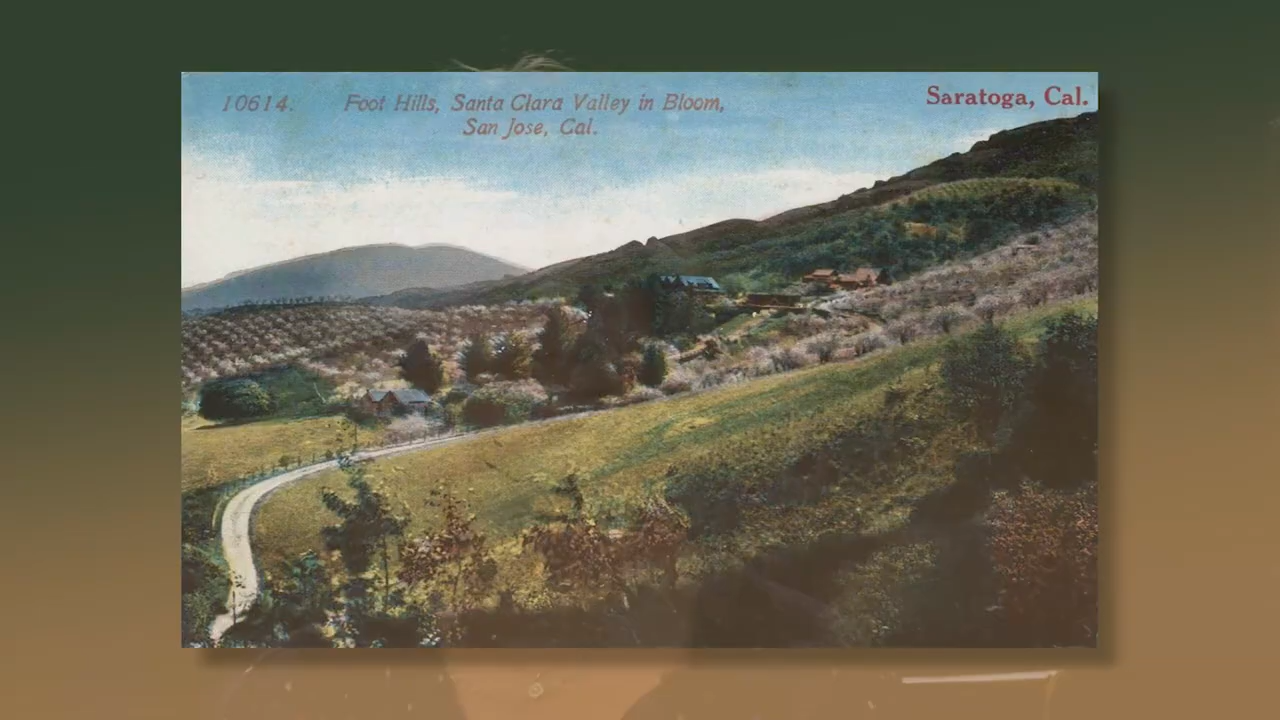 10614. Foot Hills, Santa Clara Valley in Bloom,
San Jose, Cal.
Saratoga, Cal.